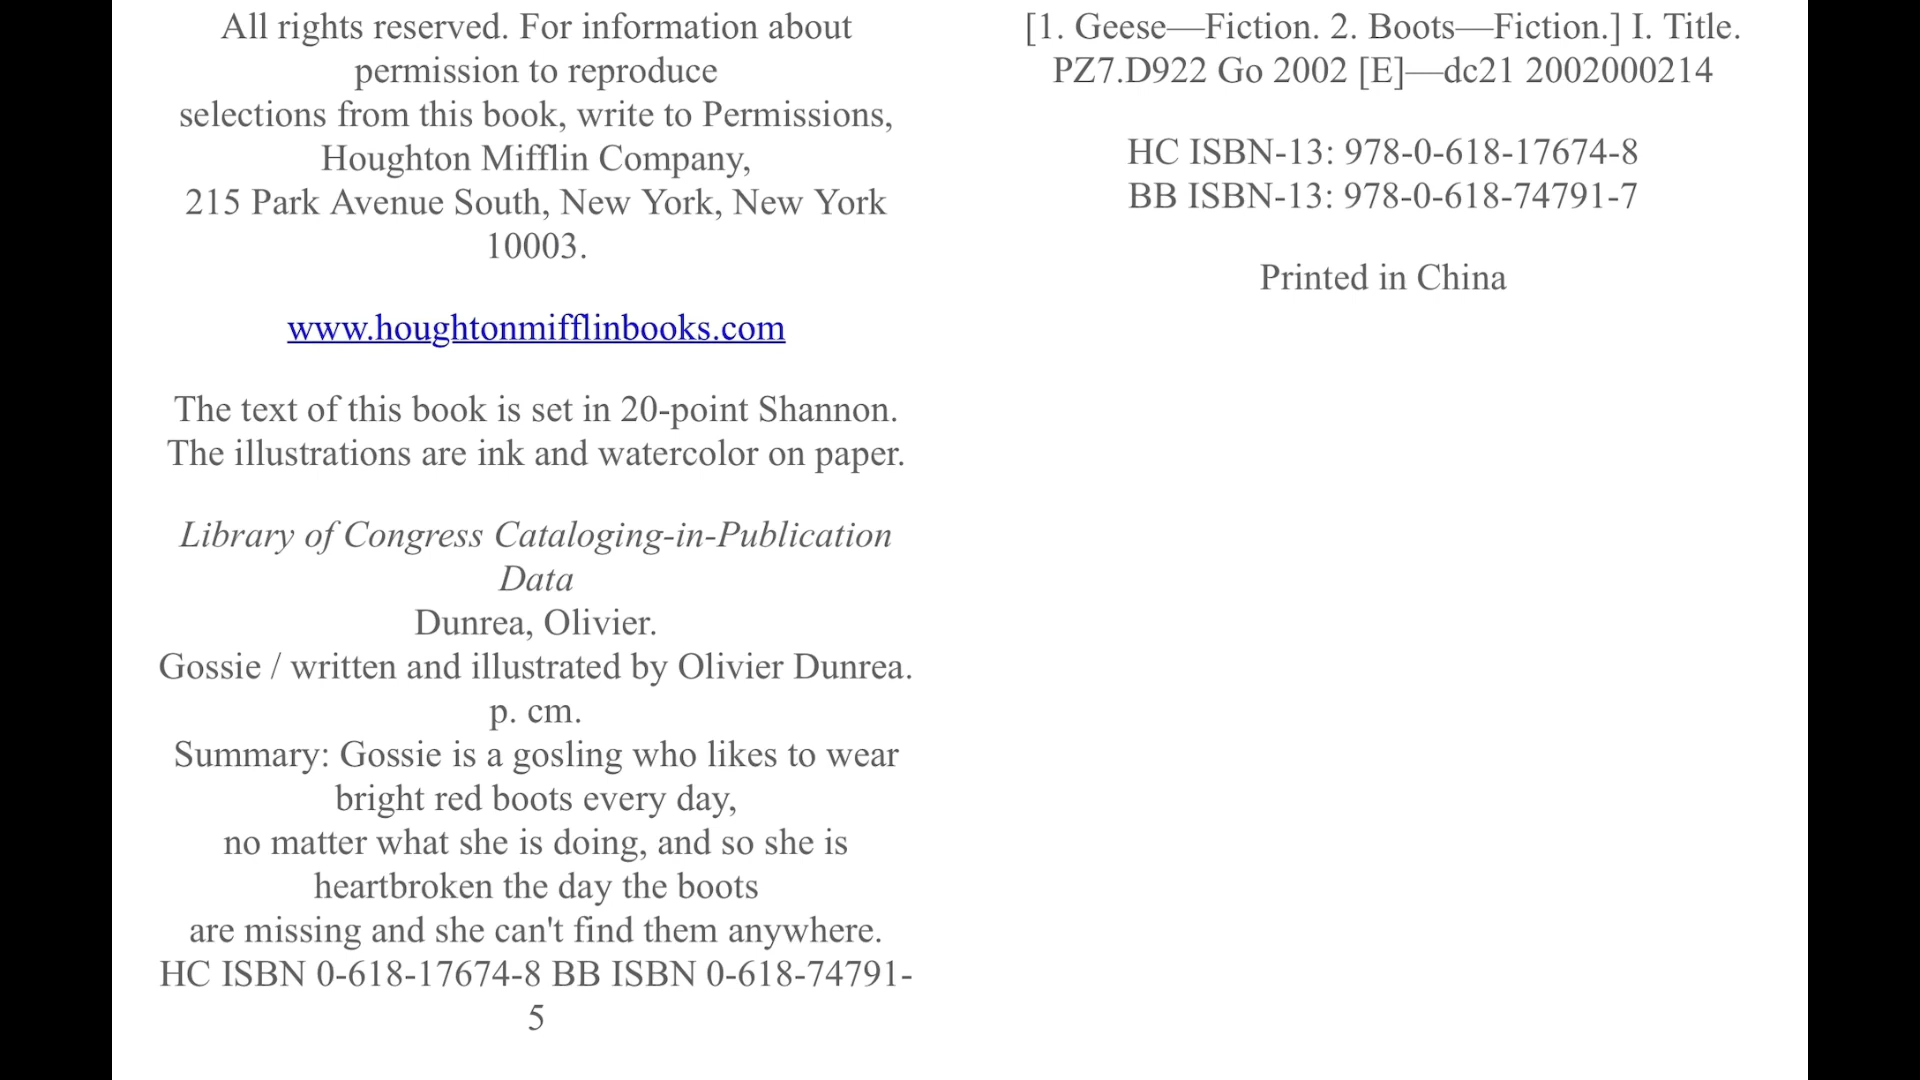 All rights reserved. For information about
permission to reproduce
selections from this book, write to Permissions,
Houghton Mifflin Company,
215 Park Avenue South, New York, New York
10003.
www.houghtonmifflinbooks.com
The text of this book is set in 20-point Shannon.
The illustrations are ink and watercolor on paper.
Library of Congress Cataloging-in-Publication
Data
Dunrea, Olivier.
Gossie / written and illustrated by Olivier Dunrea.
p. cm.
Summary: Gossie is a gosling who likes to wear
bright red boots every day,
no matter what she is doing, and so she is
heartbroken the day the boots
are missing and she can't find them anywhere.
HC ISBN 0-618-17674-8 BB ISBN 0-618-74791-
5
[1. Geese—Fiction. 2. Boots—Fiction.] I. Title.
PZ7.D922 Go 2002 [E]—dc21 2002000214
HC ISBN-13: 978-0-618-17674-8
BB ISBN-13: 978-0-618-74791-7
Printed in China